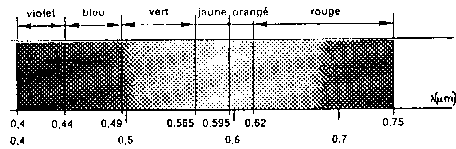 violet bleu vert jaune orangé rouge
λ(μm)
0,4 0,44 0,49 0,565 0,595 0,62 0,75
0,4 0,5 0,6 0,7